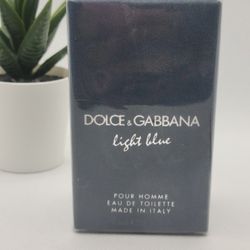 DOLCE & GABBANA
light blue
POUR HOMME
EAU DE TOILETTE
MADE IN ITALY